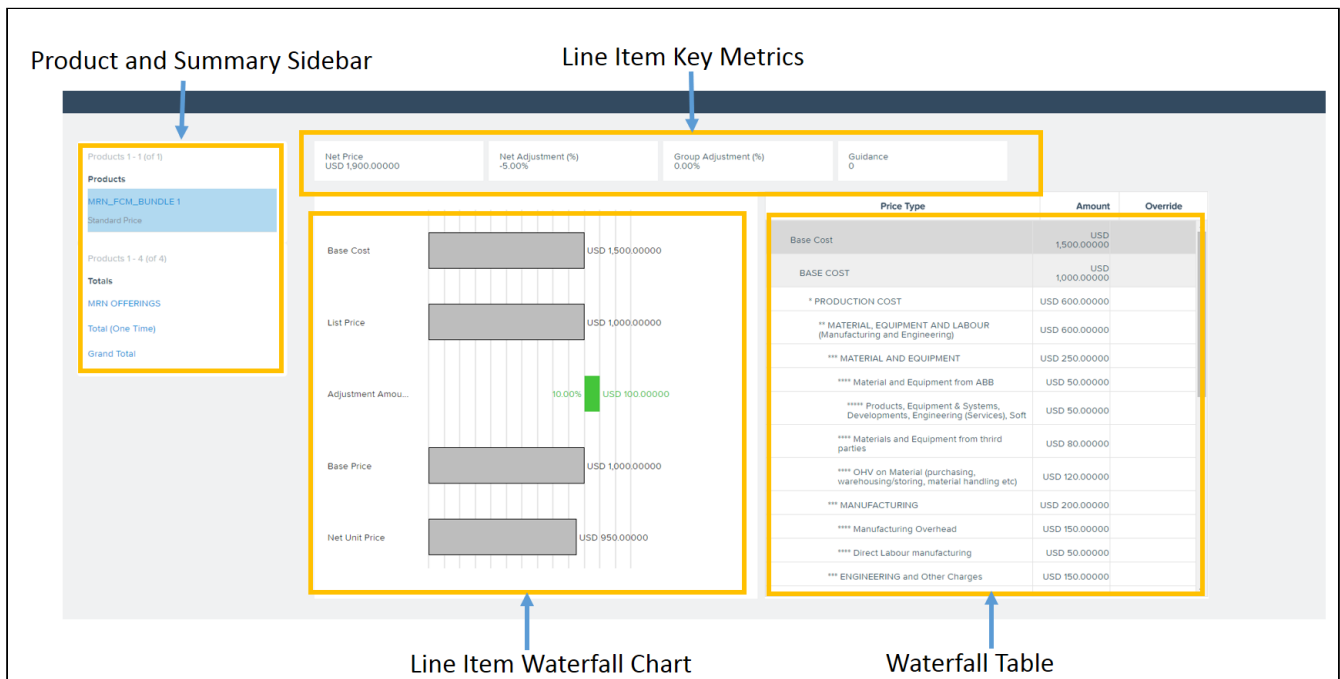 Product and Summary Sidebar
Line Item Key Metrics
Products 1 - 1 (of 1)
Products
MRN_FCM_BUNDLE 1
Standard Price
Products 1 - 4 (of 4)
Totals
MRN OFFERINGS
Total (One Time)
Grand Total
Net Price
USD 1,900.00000
Net Adjustment (%)
-5.00%
Group Adjustment (%)
0.00%
Guidance
0
Base Cost USD 1,500.00000
List Price USD 1,000.00000
Adjustment Amou... 10.00% USD 100.00000
Base Price USD 1,000.00000
Net Unit Price USD 950.00000
Price Type Amount Override
Base Cost USD
1,500.00000
BASE COST USD
1,000.00000
* PRODUCTION COST USD 600.00000
** MATERIAL, EQUIPMENT AND LABOUR
(Manufacturing and Engineering) USD 600.00000
*** MATERIAL AND EQUIPMENT USD 250.00000
**** Material and Equipment from ABB USD 50.00000
***** Products, Equipment & Systems,
Developments, Engineering (Services), Soft USD 50.00000
**** Materials and Equipment from thrird
parties USD 80.00000
**** OHV on Material (purchasing,
warehousing/storing, material handling etc) USD 120.00000
*** MANUFACTURING USD 200.00000
**** Manufacturing Overhead USD 150.00000
**** Direct Labour manufacturing USD 50.00000
*** ENGINEERING and Other Charges USD 150.00000
Line Item Waterfall Chart
Waterfall Table